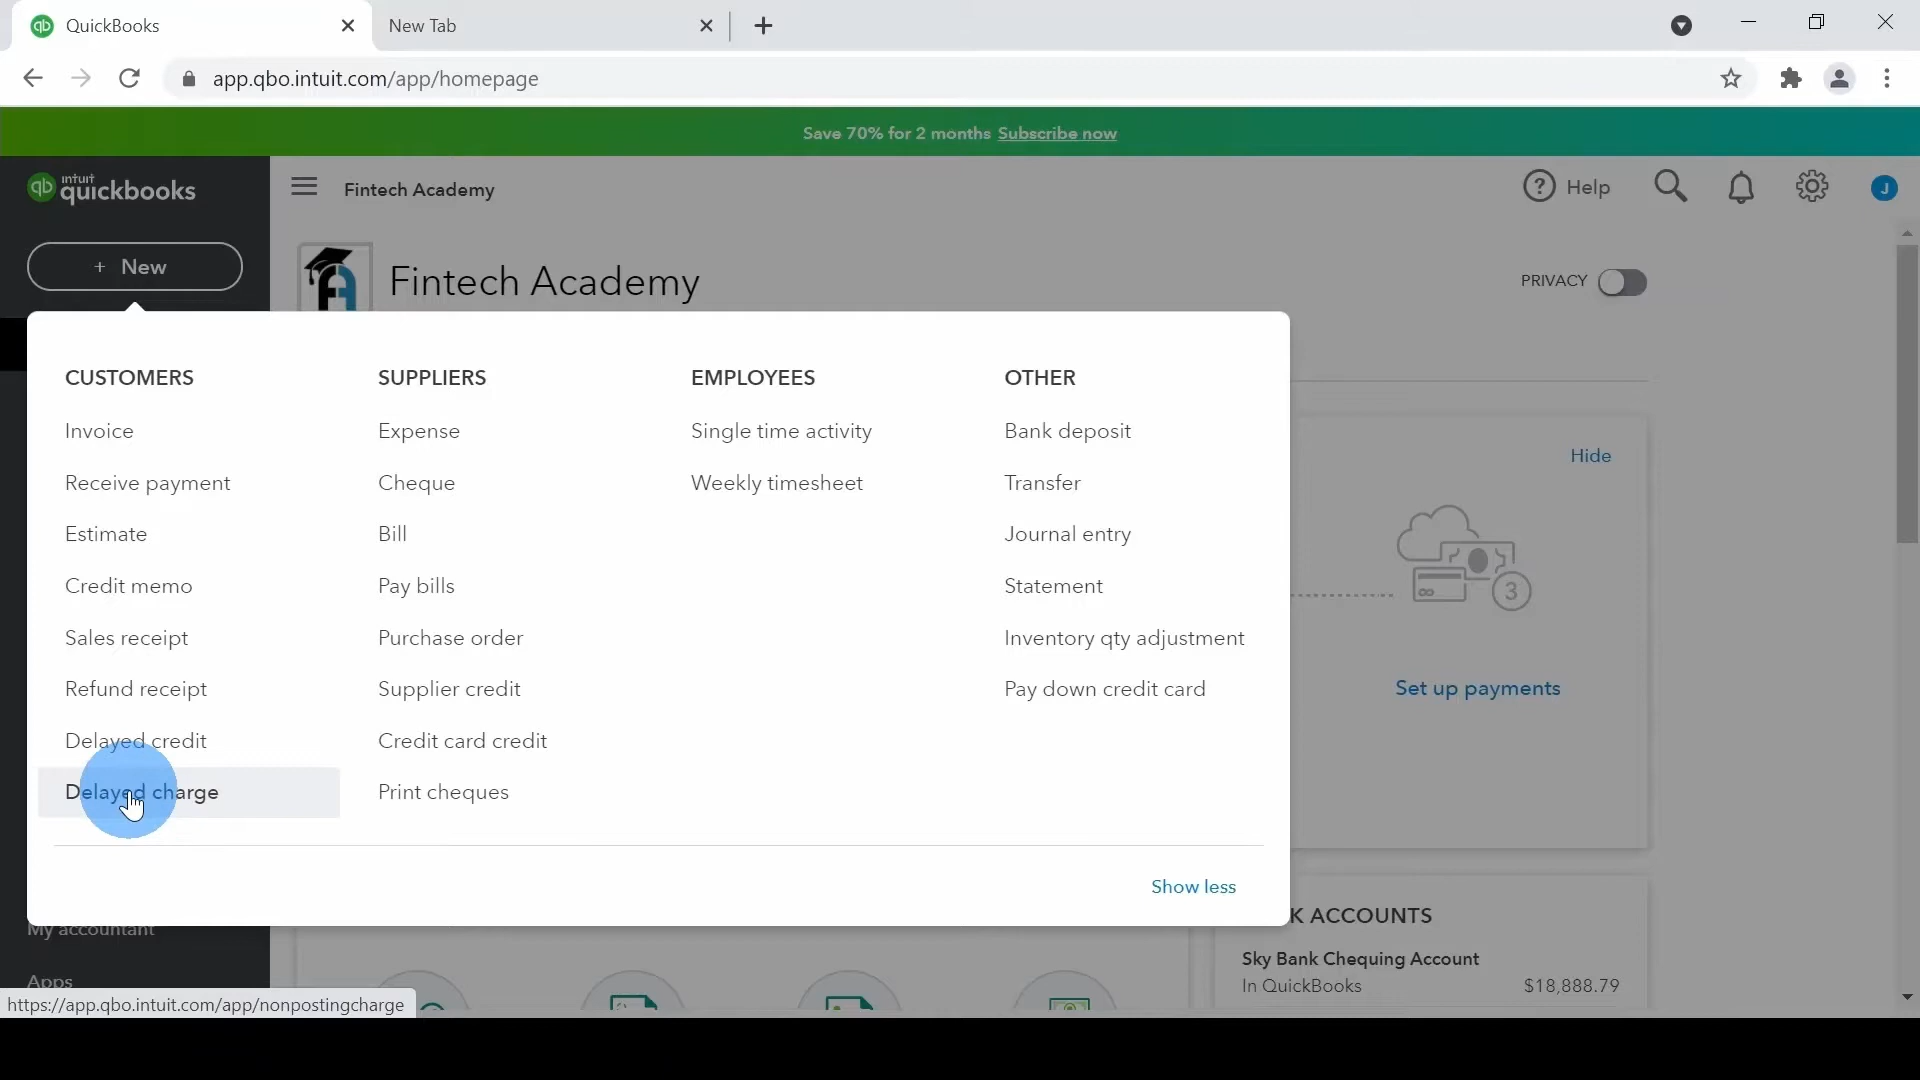 QuickBooks
New Tab
app.qbo.intuit.com/app/homepage
Save 70% for 2 months Subscribe now
qb intuit quickbooks
Fintech Academy
Help
J
+ New
Fintech Academy
PRIVACY
CUSTOMERS
Invoice
Receive payment
Estimate
Credit memo
Sales receipt
Refund receipt
Delayed credit
Delayed charge
SUPPLIERS
Expense
Cheque
Bill
Pay bills
Purchase order
Supplier credit
Credit card credit
Print cheques
EMPLOYEES
Single time activity
Weekly timesheet
OTHER
Bank deposit
Transfer
Journal entry
Statement
Inventory qty adjustment
Pay down credit card
Show less
Hide
3
Set up payments
K ACCOUNTS
Sky Bank Chequing Account
In QuickBooks $18,888.79
My accountant
Apps
https://app.qbo.intuit.com/app/nonpostingcharge